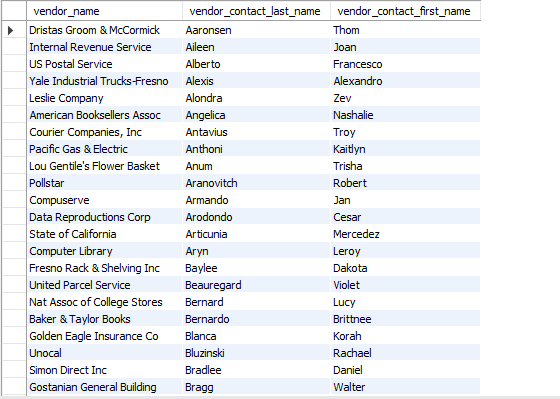 vendor_name vendor_contact_last_name vendor_contact_first_name
Dristas Groom & McCormick Aaronsen Thom
Internal Revenue Service Aileen Joan
US Postal Service Alberto Francesco
Yale Industrial Trucks-Fresno Alexis Alexandro
Leslie Company Alondra Zev
American Booksellers Assoc Angelica Nashalie
Courier Companies, Inc Antavius Troy
Pacific Gas & Electric Anthoni Kaitlyn
Lou Gentile's Flower Basket Anum Trisha
Pollstar Aranovitch Robert
Compuserve Armando Jan
Data Reproductions Corp Arodondo Cesar
State of California Articunia Mercedez
Computer Library Aryn Leroy
Fresno Rack & Shelving Inc Baylee Dakota
United Parcel Service Beauregard Violet
Nat Assoc of College Stores Bernard Lucy
Baker & Taylor Books Bernardo Brittnee
Golden Eagle Insurance Co Blanca Korah
Unocal Bluzinski Rachael
Simon Direct Inc Bradlee Daniel
Gostanian General Building Bragg Walter